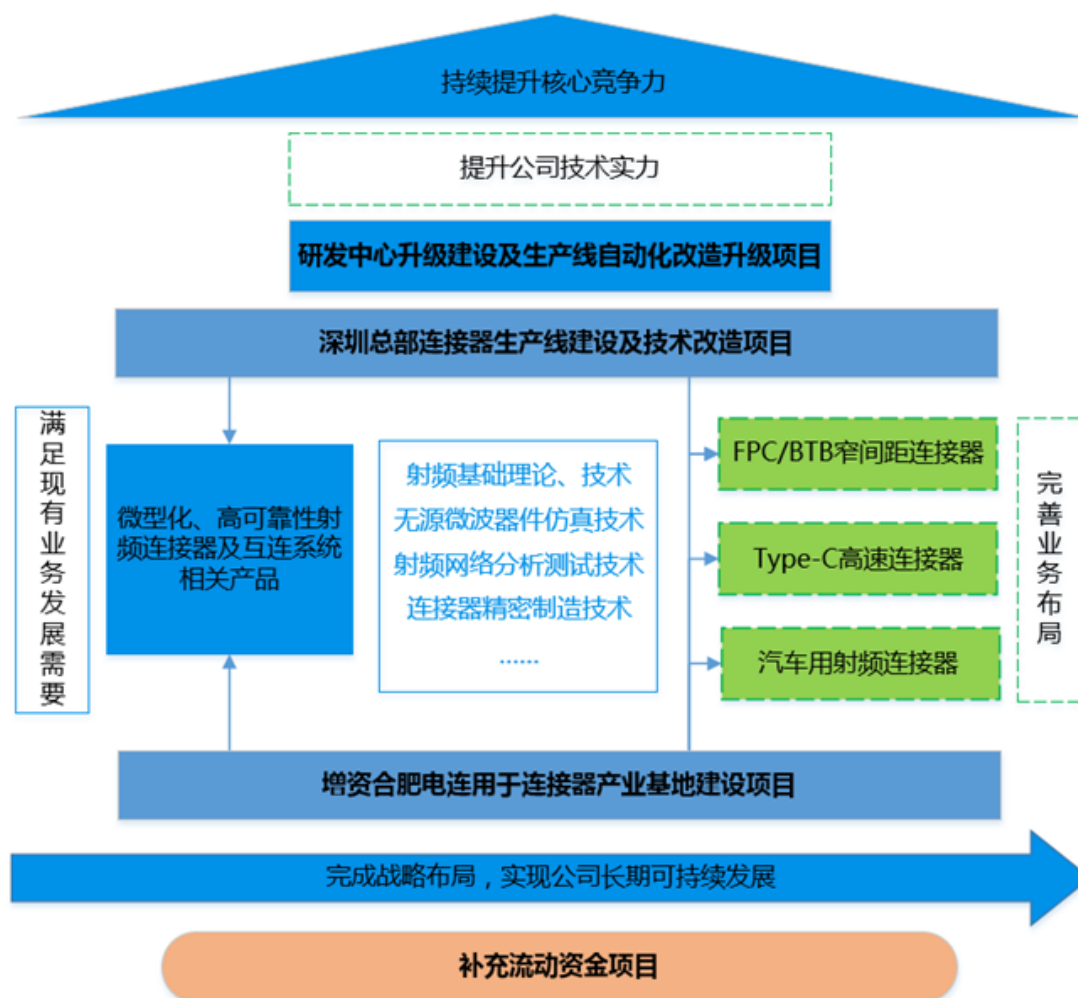 持续提升核心竞争力
提升公司技术实力
研发中心升级建设及生产线自动化改造升级项目
深圳总部连接器生产线建设及技术改造项目
满足现有业务发展需要
微型化、高可靠性射
频连接器及互连系统
相关产品
射频基础理论、技术
无源微波器件仿真技术
射频网络分析测试技术
连接器精密制造技术
......
FPC/BTB窄间距连接器
Type-C高速连接器
汽车用射频连接器
完善业务布局
增资合肥电连用于连接器产业基地建设项目
完成战略布局，实现公司长期可持续发展
补充流动资金项目